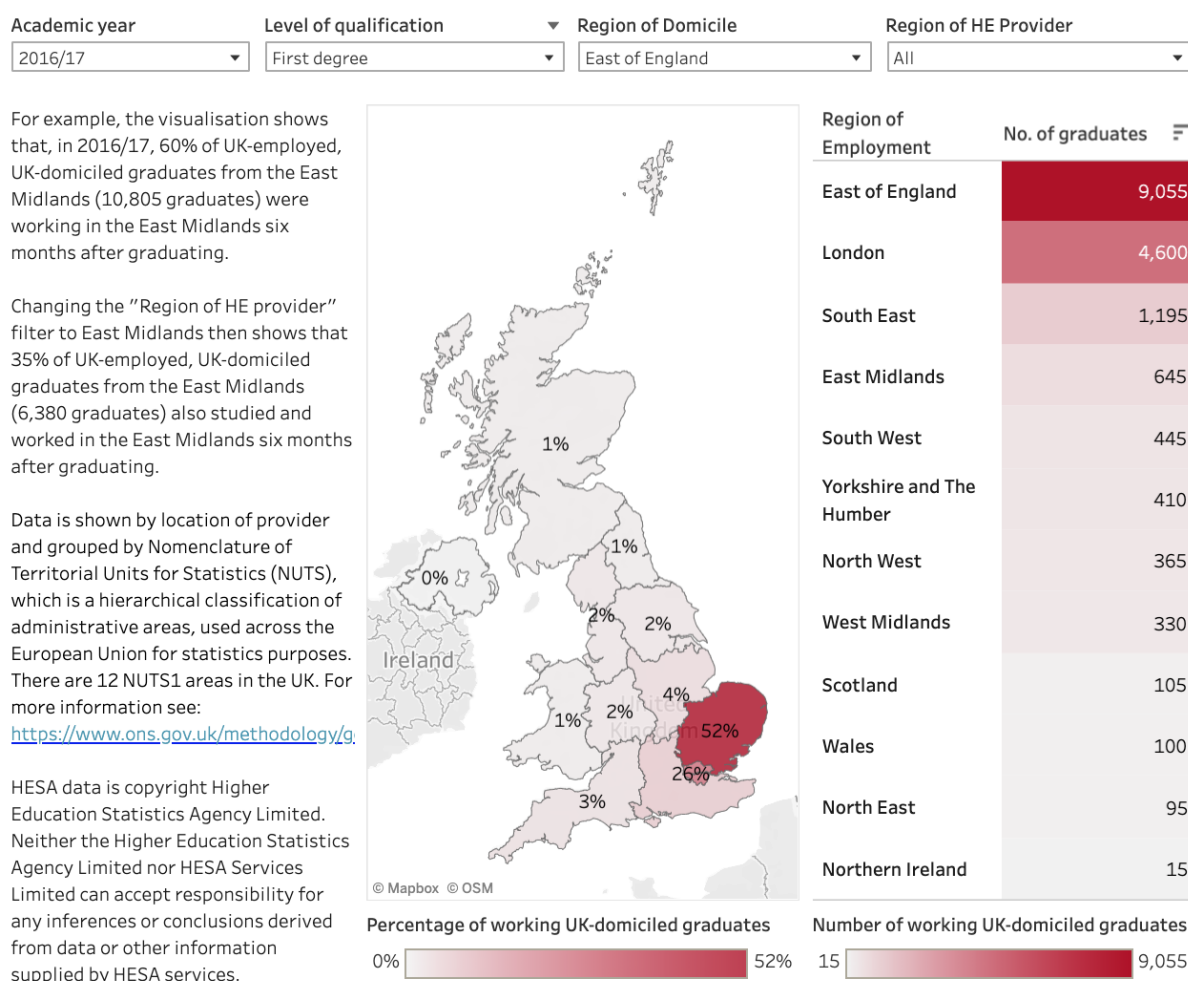 Academic year
Level of qualification
Region of Domicile
Region of HE Provider
2016/17
First degree
East of England
All
For example, the visualisation shows
that, in 2016/17, 60% of UK-employed,
UK-domiciled graduates from the East
Midlands (10,805 graduates) were
working in the East Midlands six
months after graduating.
Changing the "Region of HE provider"
filter to East Midlands then shows that
35% of UK-employed, UK-domiciled
graduates from the East Midlands
(6,380 graduates) also studied and
worked in the East Midlands six months
after graduating.
Data is shown by location of provider
and grouped by Nomenclature of
Territorial Units for Statistics (NUTS),
which is a hierarchical classification of
administrative areas, used across the
European Union for statistics purposes.
There are 12 NUTS1 areas in the UK. For
more information see:
https://www.ons.gov.uk/methodology/g
HESA data is copyright Higher
Education Statistics Agency Limited.
Neither the Higher Education Statistics
Agency Limited nor HESA Services
Limited can accept responsibility for
any inferences or conclusions derived
from data or other information
supplied by HESA services.
1%
1%
0%
2%
2%
Ireland
4%
United
Kingdom
1%
2%
52%
26%
3%
© Mapbox © OSM
Percentage of working UK-domiciled graduates
0%
52%
Region of
Employment
No. of graduates
East of England 9,055
London 4,600
South East 1,195
East Midlands 645
South West 445
Yorkshire and The
Humber 410
North West 365
West Midlands 330
Scotland 105
Wales 100
North East 95
Northern Ireland 15
Number of working UK-domiciled graduates
15
9,055